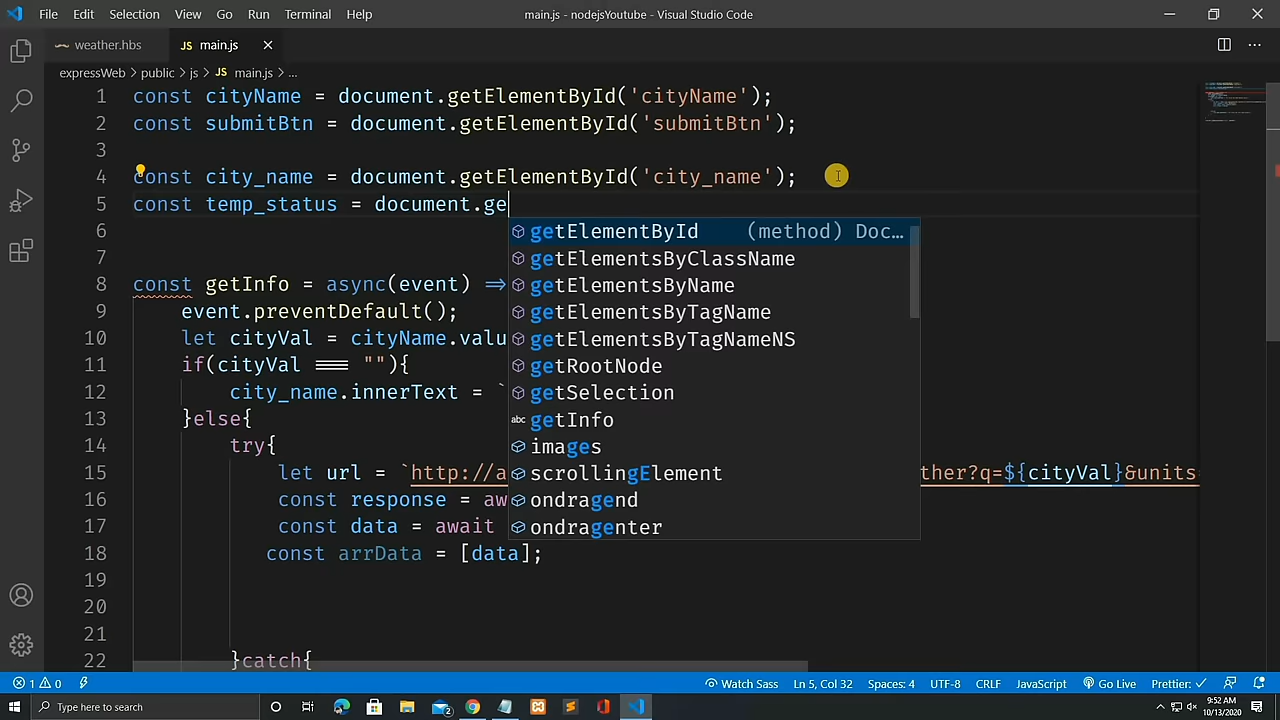 File Edit Selection View Go Run Terminal Help main.js - nodejsYoutube - Visual Studio Code
weather.hbs JS main.js
expressWeb > public > js > JS main.js > ...
1 const cityName = document.getElementById('cityName');
2 const submitBtn = document.getElementById('submitBtn');
3
4 const city_name = document.getElementById('city_name');
5 const temp_status = document.ge
getElementById (method) Doc…
6
getElementsByClassName
7
getElementsByName
8 const getInfo = async(event) =>
getElementsByTagName
9 event.preventDefault();
getElementsByTagNameNS
10 let cityVal = cityName.valu
getRootNode
11 if(cityVal === ""){
getSelection
12 city_name.innerText = `
abc getInfo
13 }else{
images
14 try{
scrollingElement
15 let url = `http://a ther?q=${cityVal}&units=
ondragend
16 const response = aw
ondragenter
17 const data = await
18 const arrData = [data];
19
20
21
22 }catch{
1 0 Watch Sass Ln 5, Col 32 Spaces: 4 UTF-8 CRLF JavaScript Go Live Prettier: ✓
Type here to search 2 9:52 AM
10/13/2020